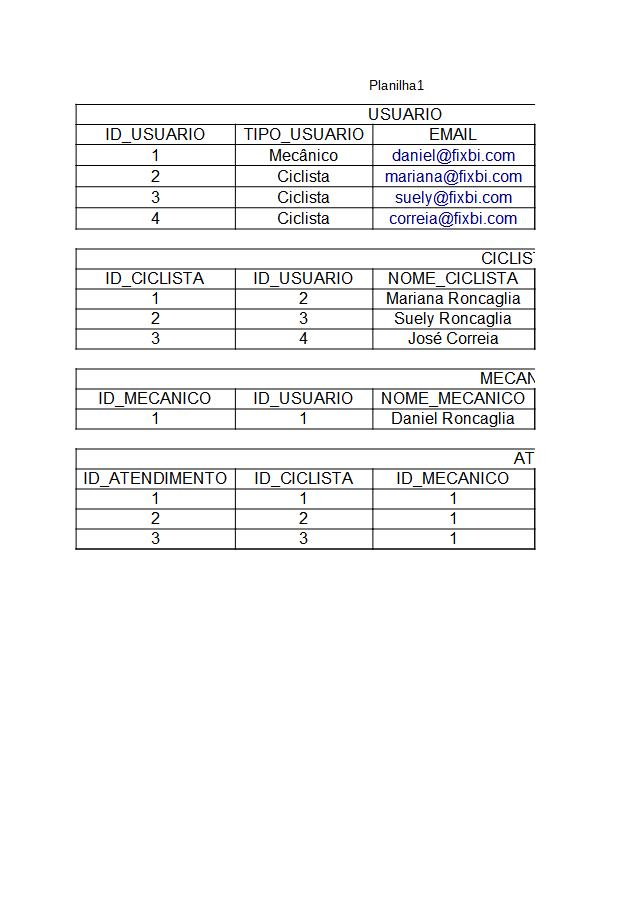 Planilha1
USUARIO
ID_USUARIO TIPO_USUARIO EMAIL
1 Mecânico daniel@fixbi.com
2 Ciclista mariana@fixbi.com
3 Ciclista suely@fixbi.com
4 Ciclista correia@fixbi.com
CICLIS
ID_CICLISTA ID_USUARIO NOME_CICLISTA
1 2 Mariana Roncaglia
2 3 Suely Roncaglia
3 4 José Correia
MECAN
ID_MECANICO ID_USUARIO NOME_MECANICO
1 1 Daniel Roncaglia
AT
ID_ATENDIMENTO ID_CICLISTA ID_MECANICO
1 1 1
2 2 1
3 3 1